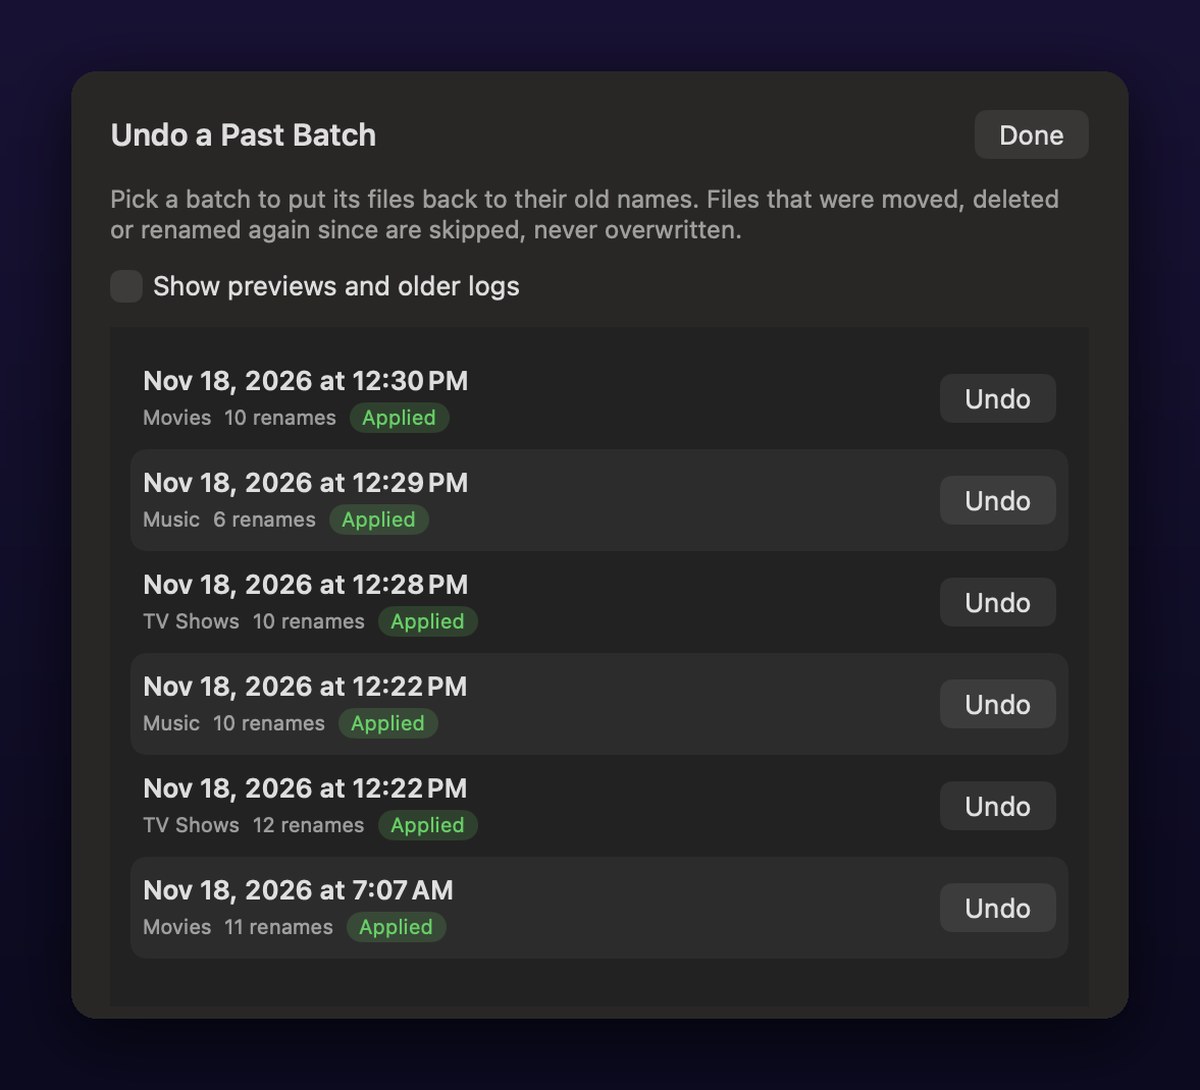 Undo a Past Batch
Done
Pick a batch to put its files back to their old names. Files that were moved, deleted
or renamed again since are skipped, never overwritten.
Show previews and older logs
Nov 18, 2026 at 12:30 PM
Movies 10 renames Applied
Undo
Nov 18, 2026 at 12:29 PM
Music 6 renames Applied
Undo
Nov 18, 2026 at 12:28 PM
TV Shows 10 renames Applied
Undo
Nov 18, 2026 at 12:22 PM
Music 10 renames Applied
Undo
Nov 18, 2026 at 12:22 PM
TV Shows 12 renames Applied
Undo
Nov 18, 2026 at 7:07 AM
Movies 11 renames Applied
Undo